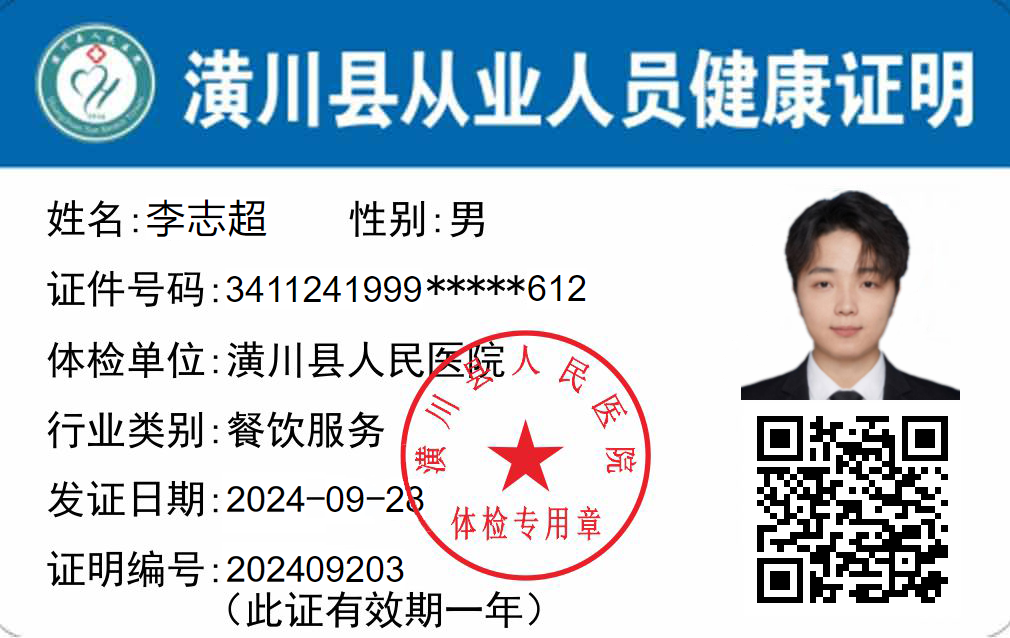 潢川县从业人员健康证明
姓名:李志超 性别:男
证件号码:3411241999*****612
体检单位:潢川县人民医院
行业类别:餐饮服务
发证日期:2024-09-28
证明编号:202409203
（此证有效期一年）
潢川县人民医院
体检专用章